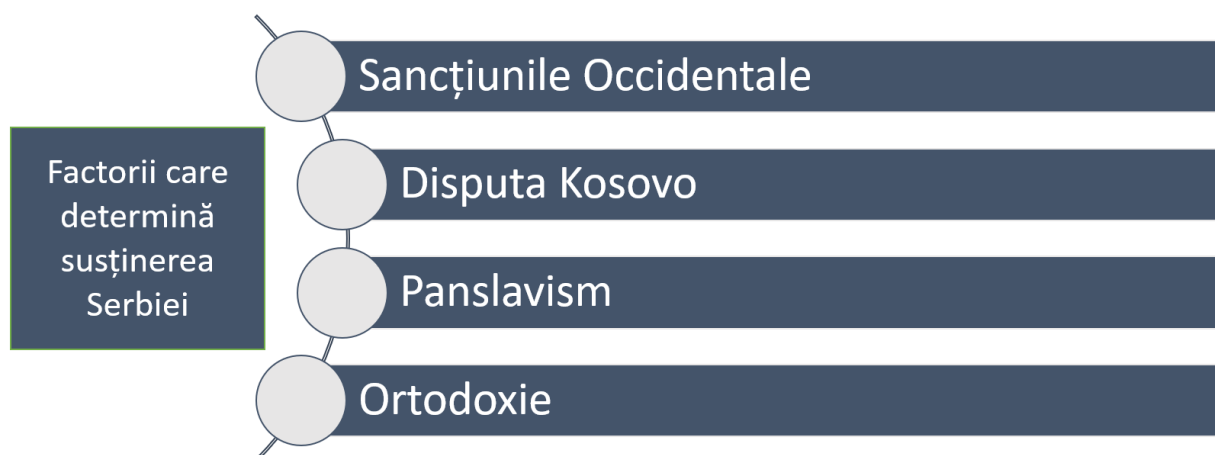 Factorii care
determină
susținerea
Serbiei
Sancțiunile Occidentale
Disputa Kosovo
Panslavism
Ortodoxie